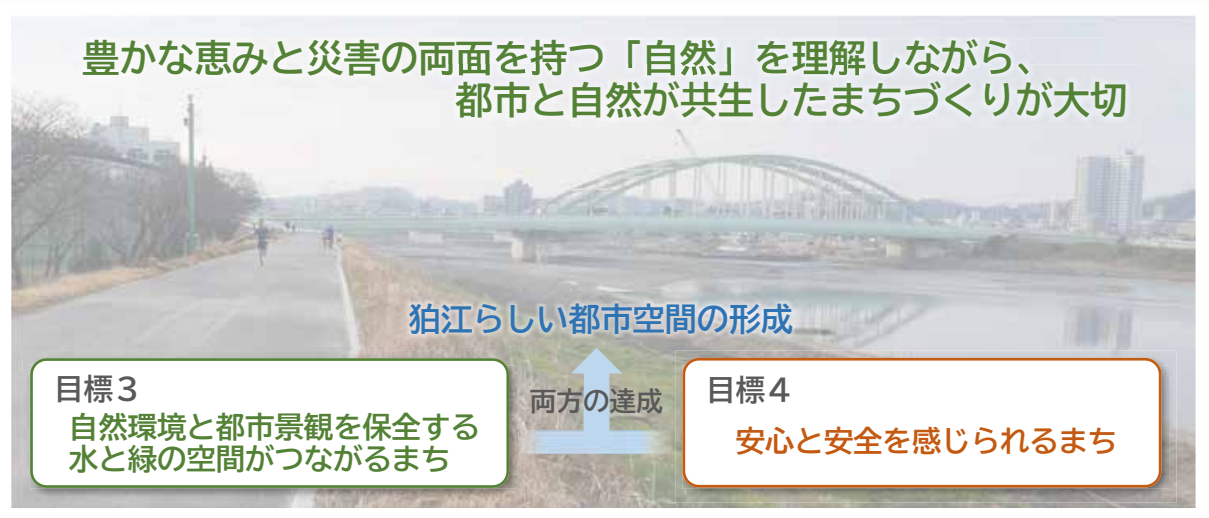 豊かな恵みと災害の両面を持つ「自然」を理解しながら、
都市と自然が共生したまちづくりが大切
狛江らしい都市空間の形成
両方の達成
目標３
自然環境と都市景観を保全する
水と緑の空間がつながるまち
目標４
安心と安全を感じられるまち